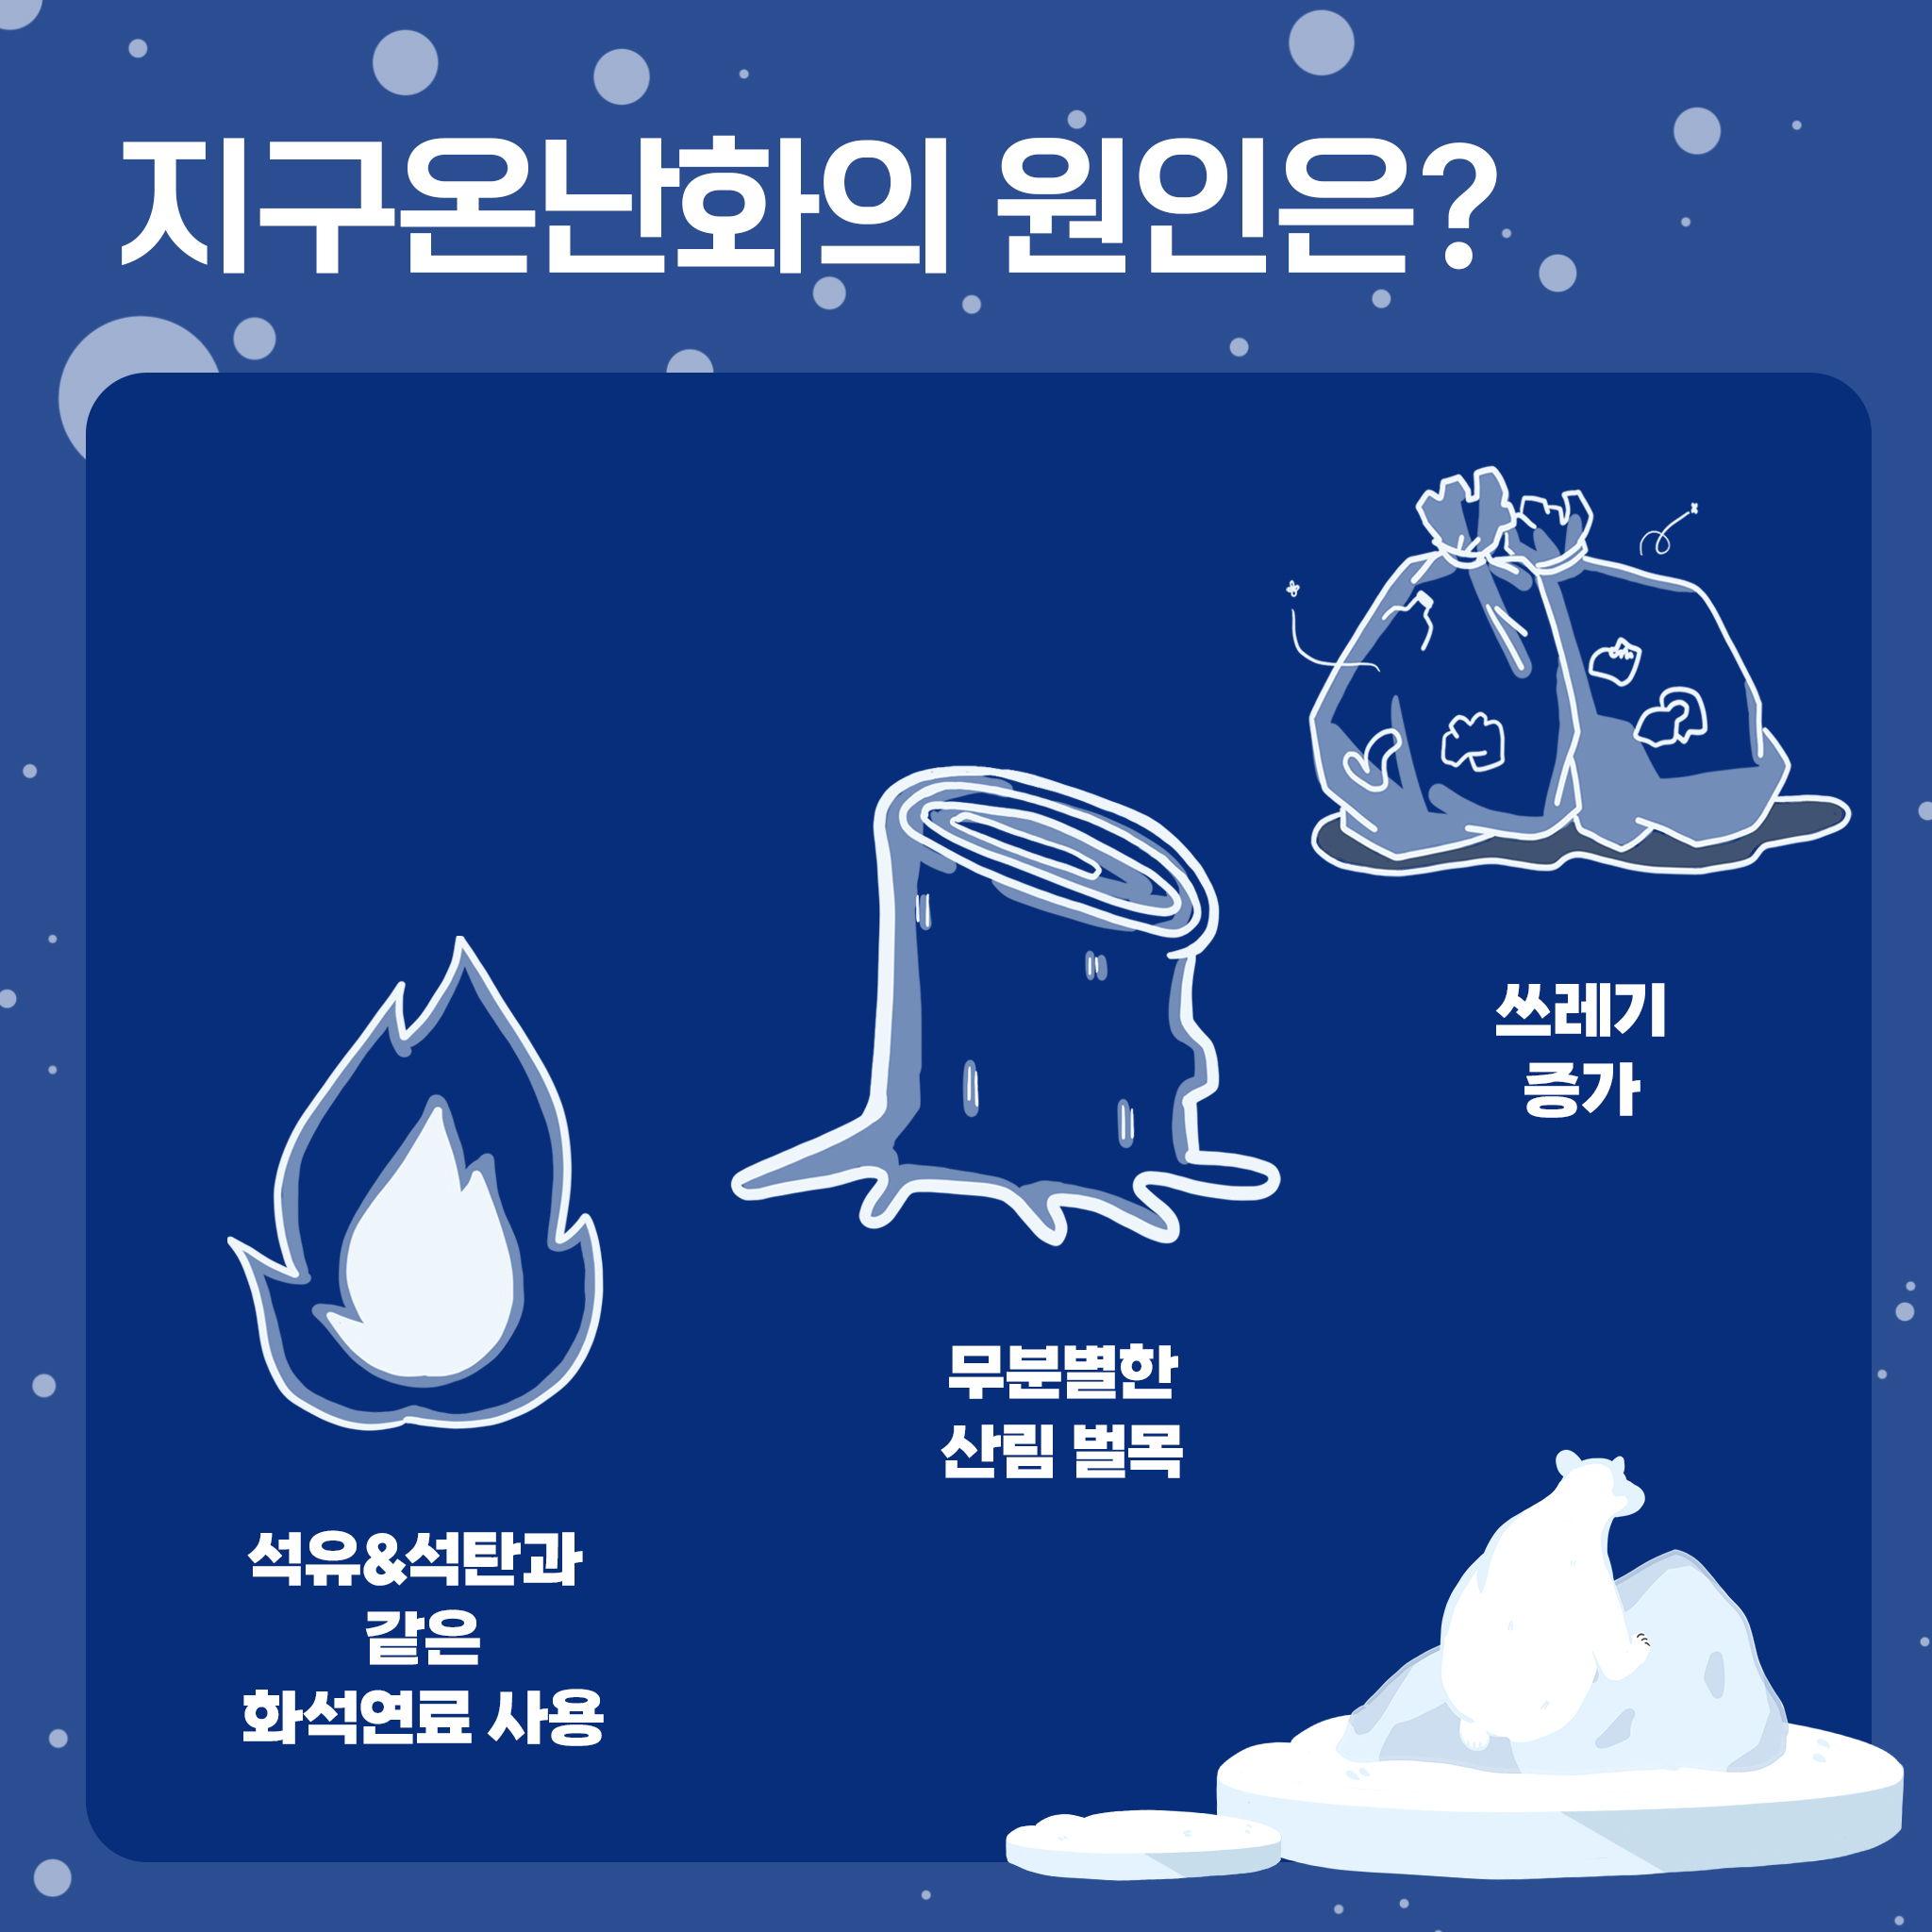 지구온난화의 원인은?
석유&석탄과
같은
화석연료 사용
무분별한
산림 벌목
쓰레기
증가